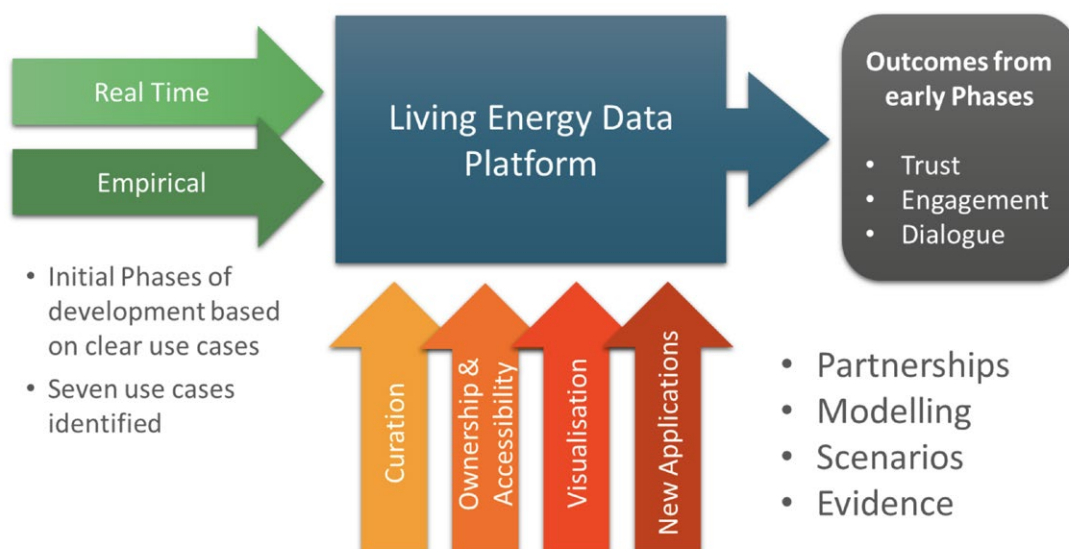 Real Time
Empirical
• Initial Phases of
development based
on clear use cases
• Seven use cases
identified
Living Energy Data
Platform
Curation
Ownership &
Accessibility
Visualisation
New Applications
Outcomes from
early Phases
• Trust
• Engagement
• Dialogue
• Partnerships
• Modelling
• Scenarios
• Evidence